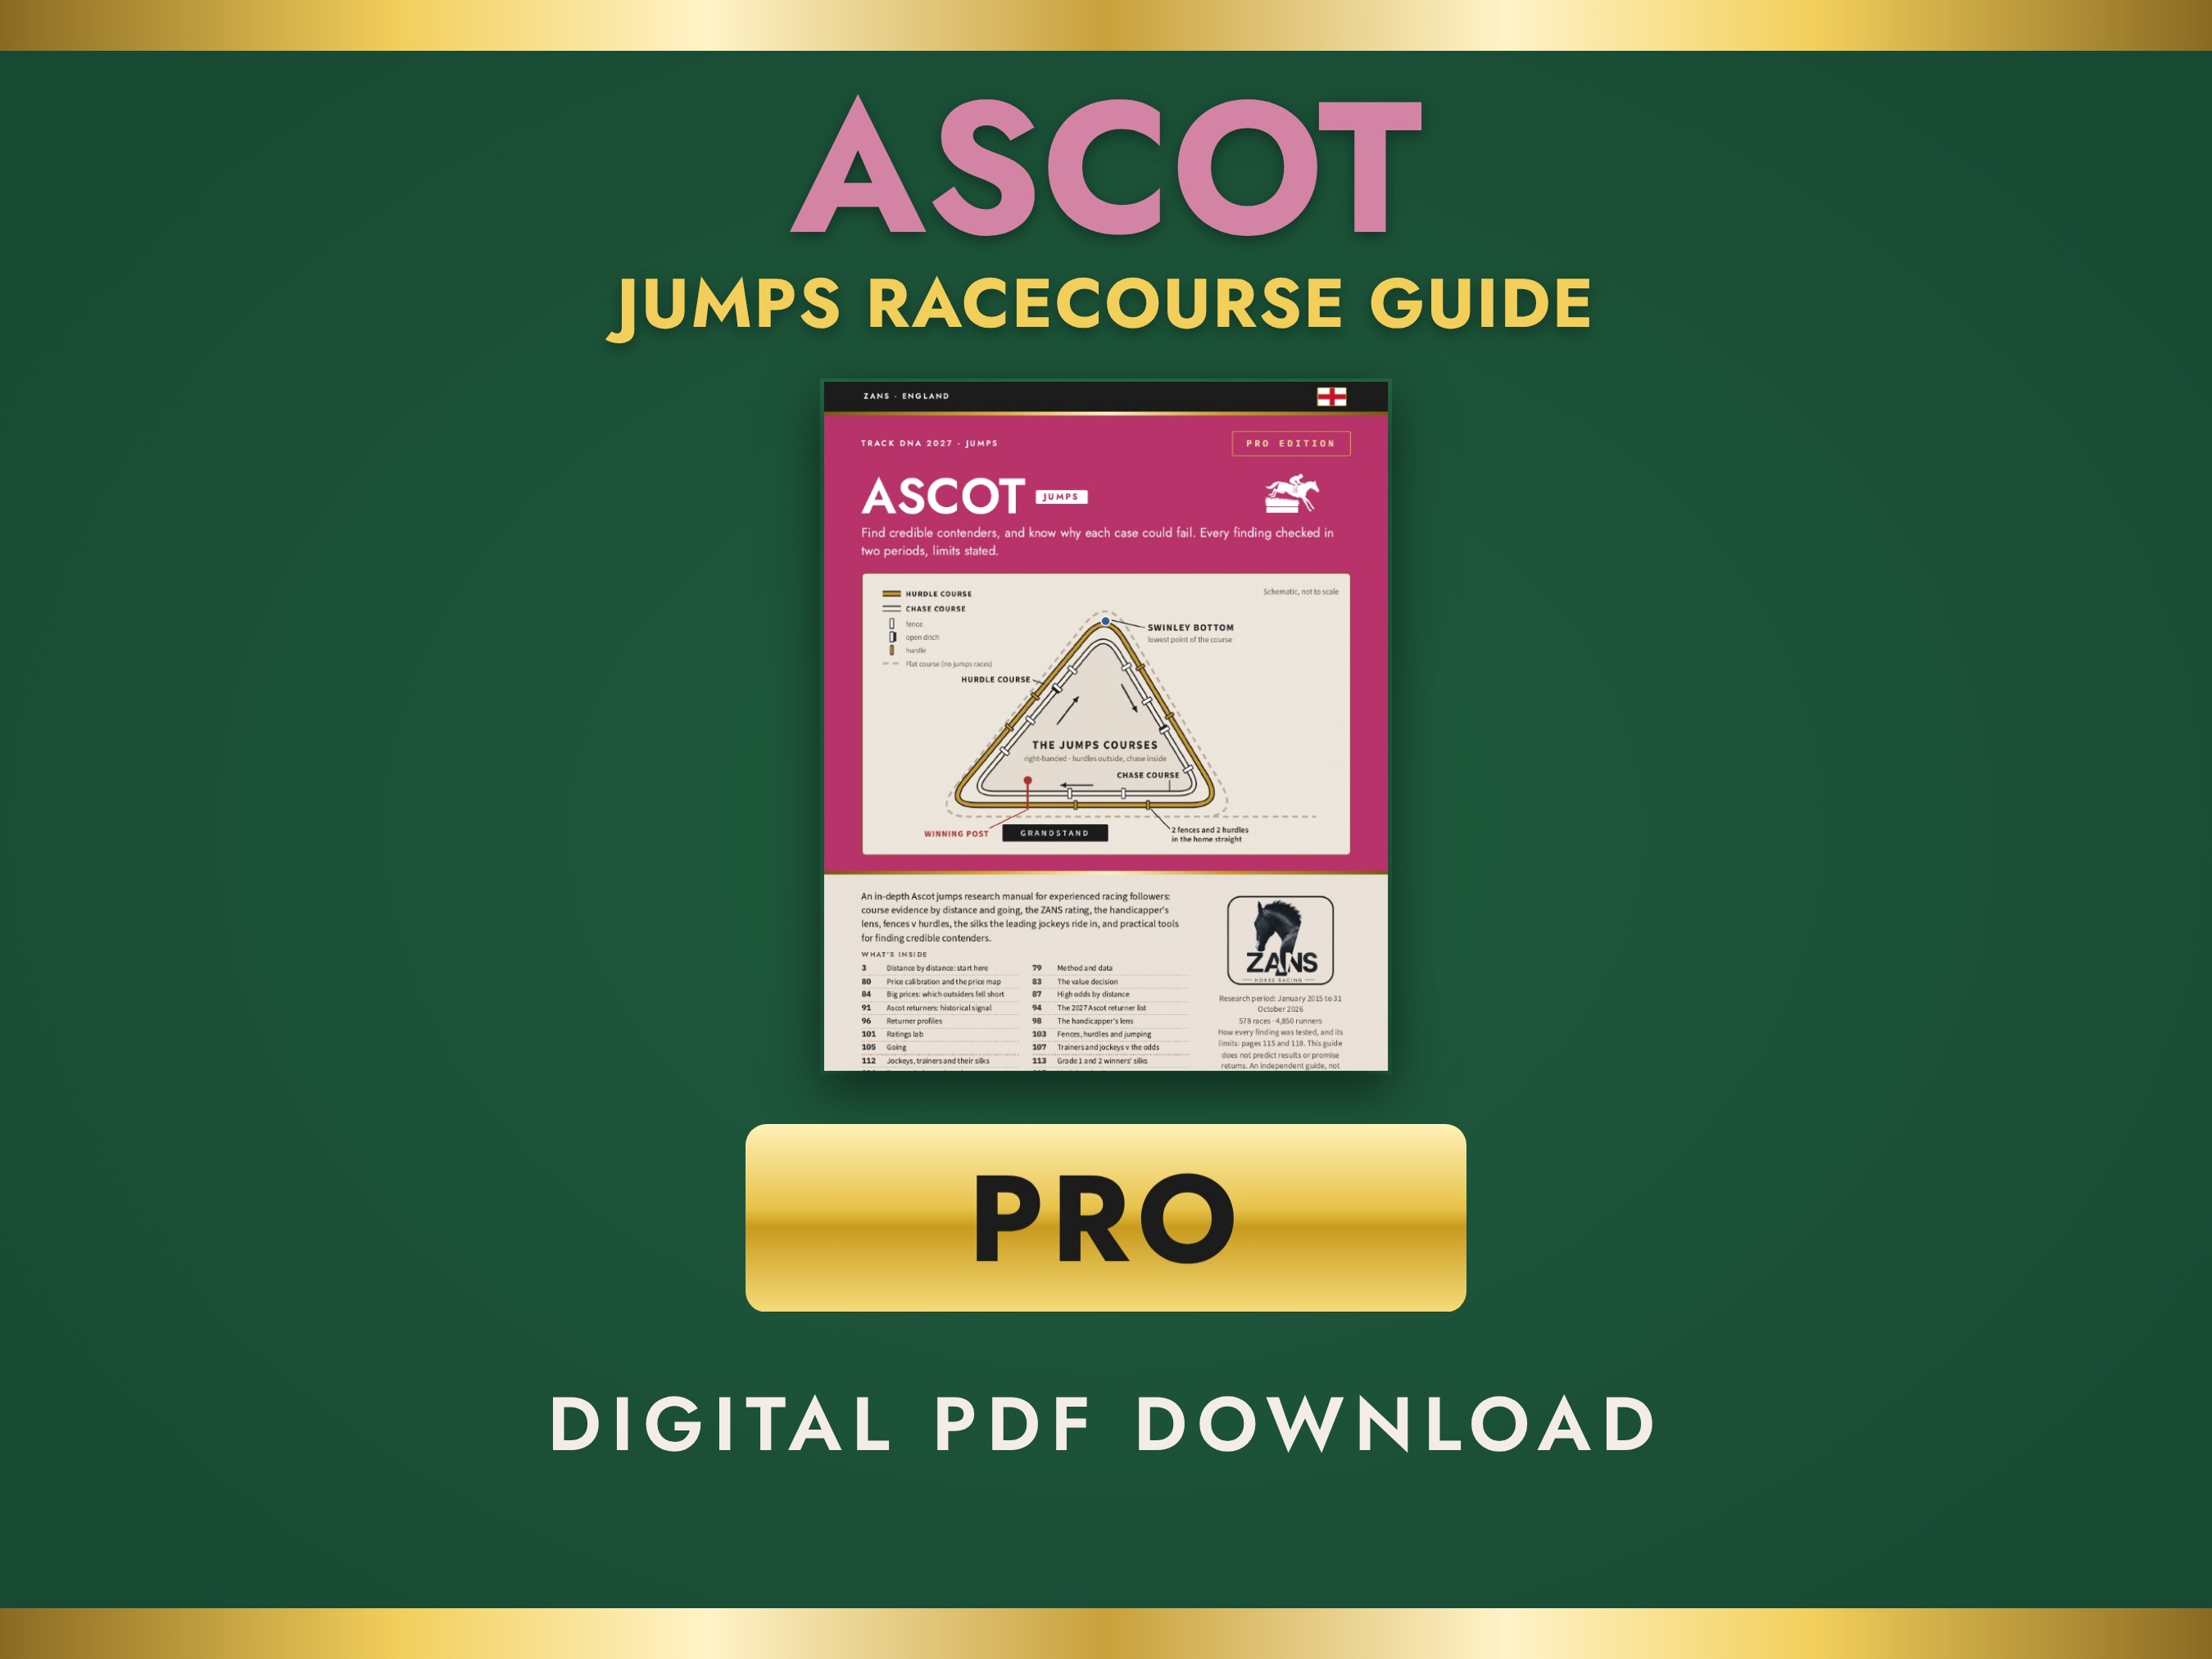 ASCOT
JUMPS RACECOURSE GUIDE
ZANS · ENGLAND
TRACK DNA 2027 · JUMPS
PRO EDITION
ASCOT JUMPS
Find credible contenders, and know why each case could fail. Every finding checked in
two periods, limits stated.
HURDLE COURSE
CHASE COURSE
fence
open ditch
hurdle
Flat course (no jumps races)
Schematic, not to scale
SWINLEY BOTTOM
lowest point of the course
HURDLE COURSE
THE JUMPS COURSES
right-handed · hurdles outside, chase inside
CHASE COURSE
WINNING POST
GRANDSTAND
2 fences and 2 hurdles
in the home straight
An in-depth Ascot jumps research manual for experienced racing followers:
course evidence by distance and going, the ZANS rating, the handicapper's
lens, fences v hurdles, the silks the leading jockeys ride in, and practical tools
for finding credible contenders.
WHAT'S INSIDE
3 Distance by distance: start here
80 Price calibration and the price map
84 Big prices: which outsiders fell short
91 Ascot returners: historical signal
96 Returner profiles
101 Ratings lab
105 Going
112 Jockeys, trainers and their silks
79 Method and data
83 The value decision
87 High odds by distance
94 The 2027 Ascot returner list
98 The handicapper's lens
103 Fences, hurdles and jumping
107 Trainers and jockeys v the odds
113 Grade 1 and 2 winners' silks
ZANS
HORSE RACING
Research period: January 2015 to 31
October 2026
578 races · 4,850 runners
How every finding was tested, and its
limits: pages 115 and 118. This guide
does not predict results or promise
returns. An independent guide, not
PRO
DIGITAL PDF DOWNLOAD